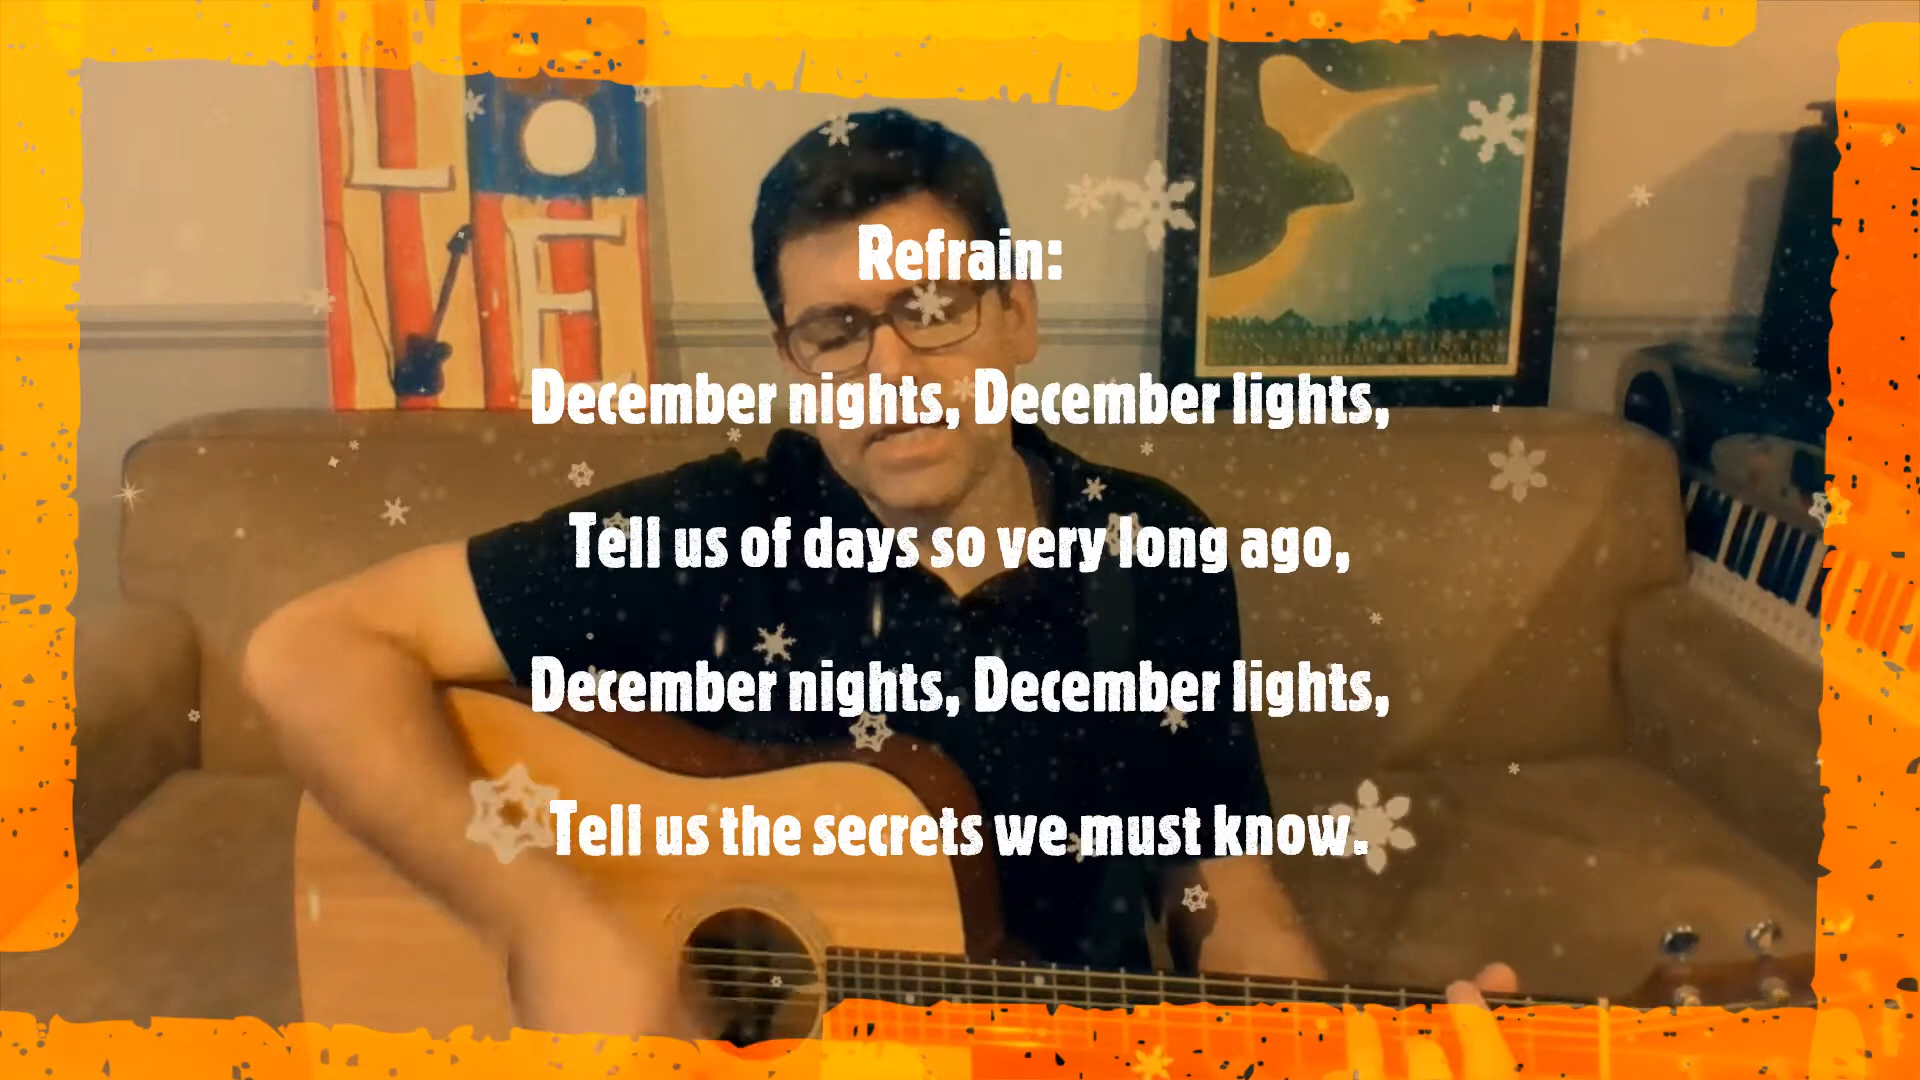 LOVE
Refrain:
December nights, December lights,
Tell us of days so very long ago,
December nights, December lights,
Tell us the secrets we must know.